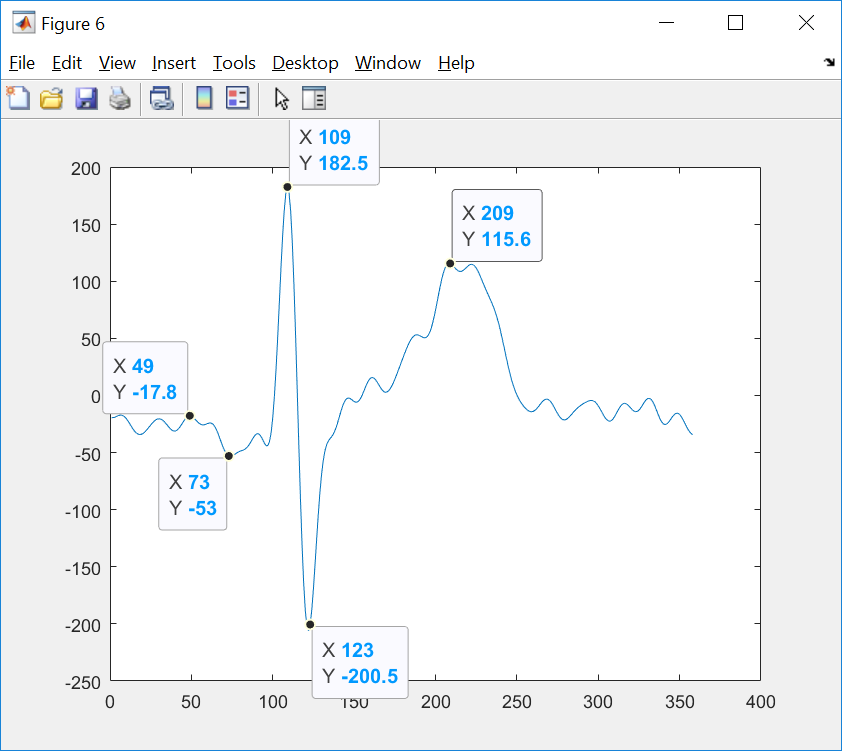 Figure 6
File Edit View Insert Tools Desktop Window Help
X 109
Y 182.5
X 209
Y 115.6
X 49
Y -17.8
X 73
Y -53
X 123
Y -200.5
200
150
100
50
0
-50
-100
-150
-200
-250
0 50 100 150 200 250 300 350 400